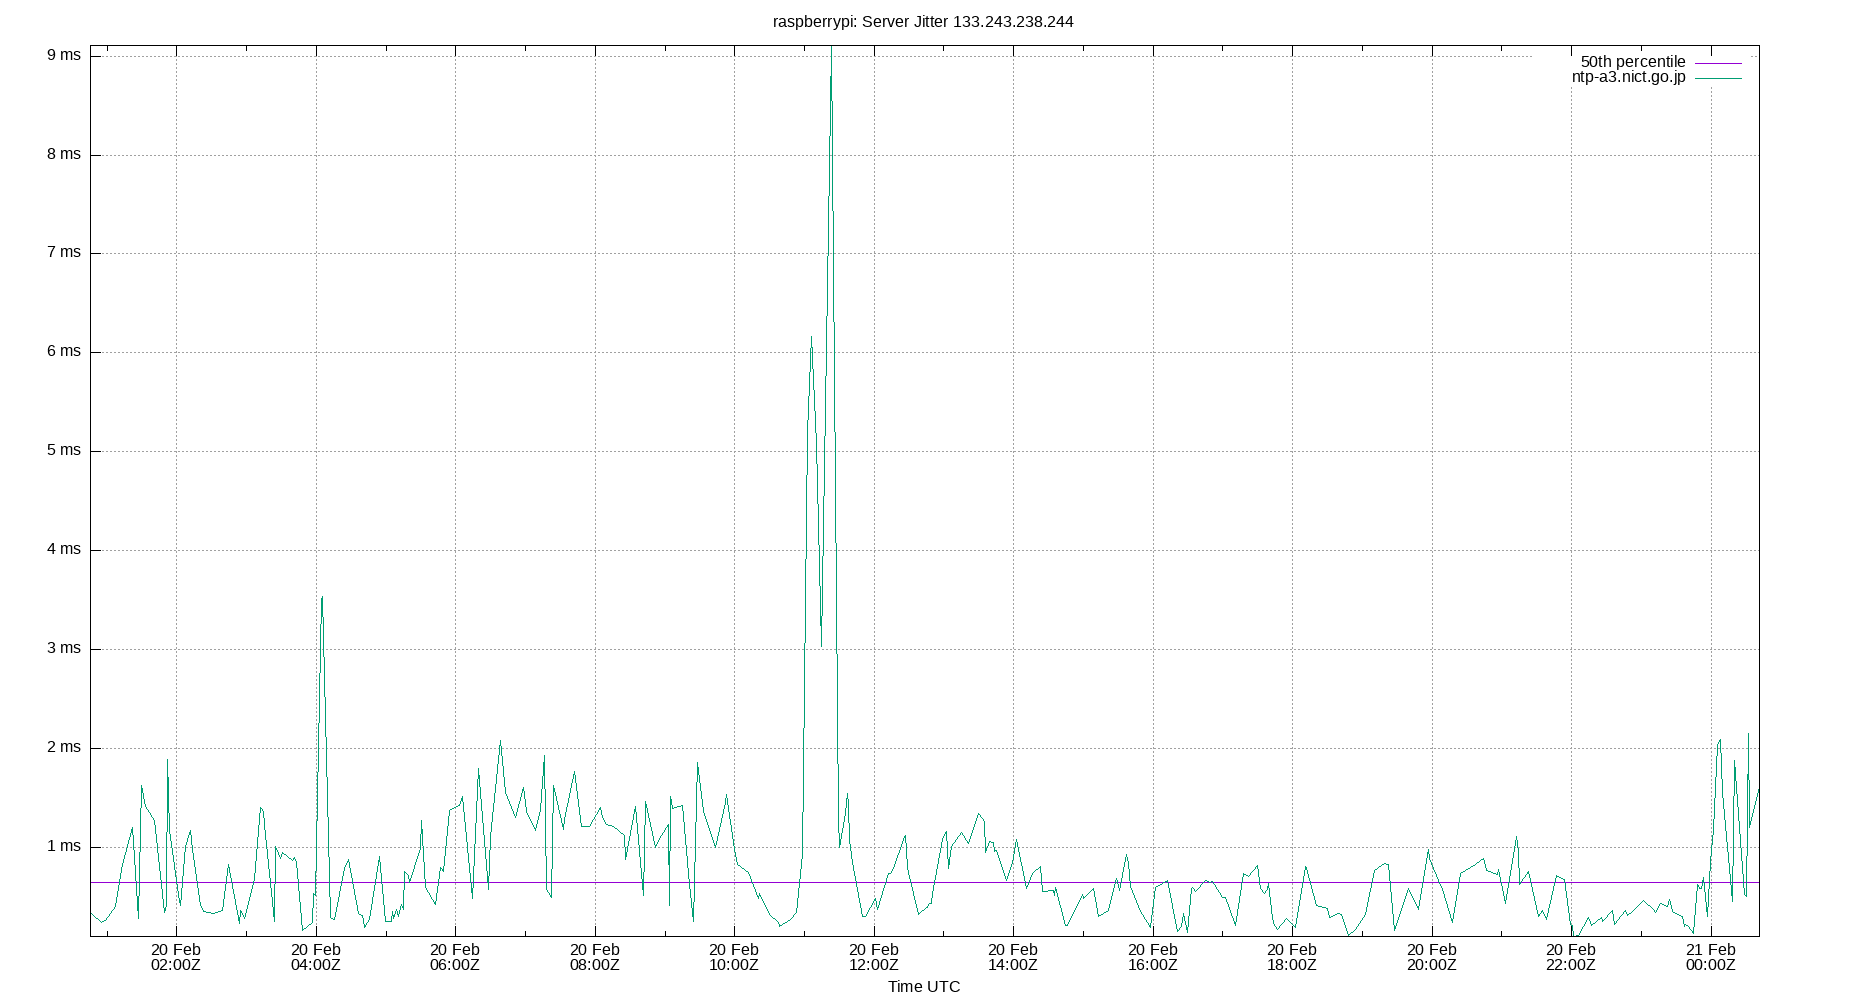 raspberrypi: Server Jitter 133.243.238.244
50th percentile
ntp-a3.nict.go.jp
9 ms
8 ms
7 ms
6 ms
5 ms
4 ms
3 ms
2 ms
1 ms
20 Feb 20 Feb 20 Feb 20 Feb 20 Feb 20 Feb 20 Feb 20 Feb 20 Feb 20 Feb 20 Feb 21 Feb
02:00Z 04:00Z 06:00Z 08:00Z 10:00Z 12:00Z 14:00Z 16:00Z 18:00Z 20:00Z 22:00Z 00:00Z
Time UTC